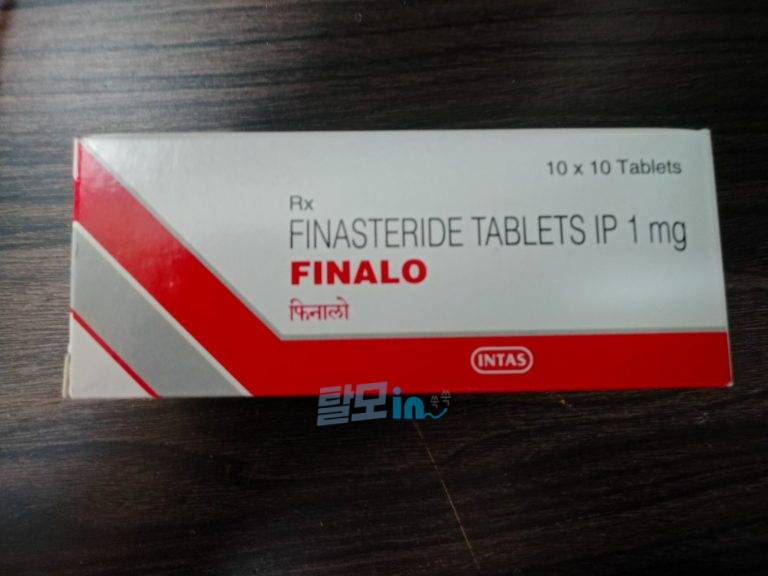 10 x 10 Tablets
Rx
FINASTERIDE TABLETS IP 1 mg
FINALO
फिनालो
INTAS
탈모in